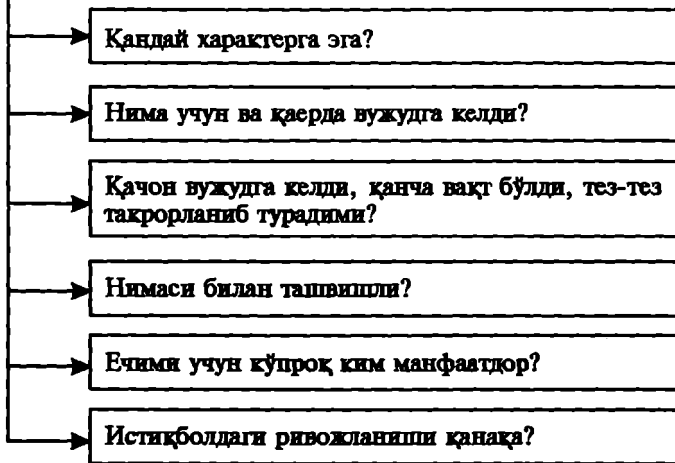 Қандай характерга эга?
Нима учун ва қаерда вужудга келди?
Қачон вужудга келди, қанча вақт бўлди, тез-тез
такрорланиб турадими?
Нимаси билан ташвишли?
Ечими учун кўпроқ ким манфаатдор?
Истиқболдаги ривожланиши қанақа?